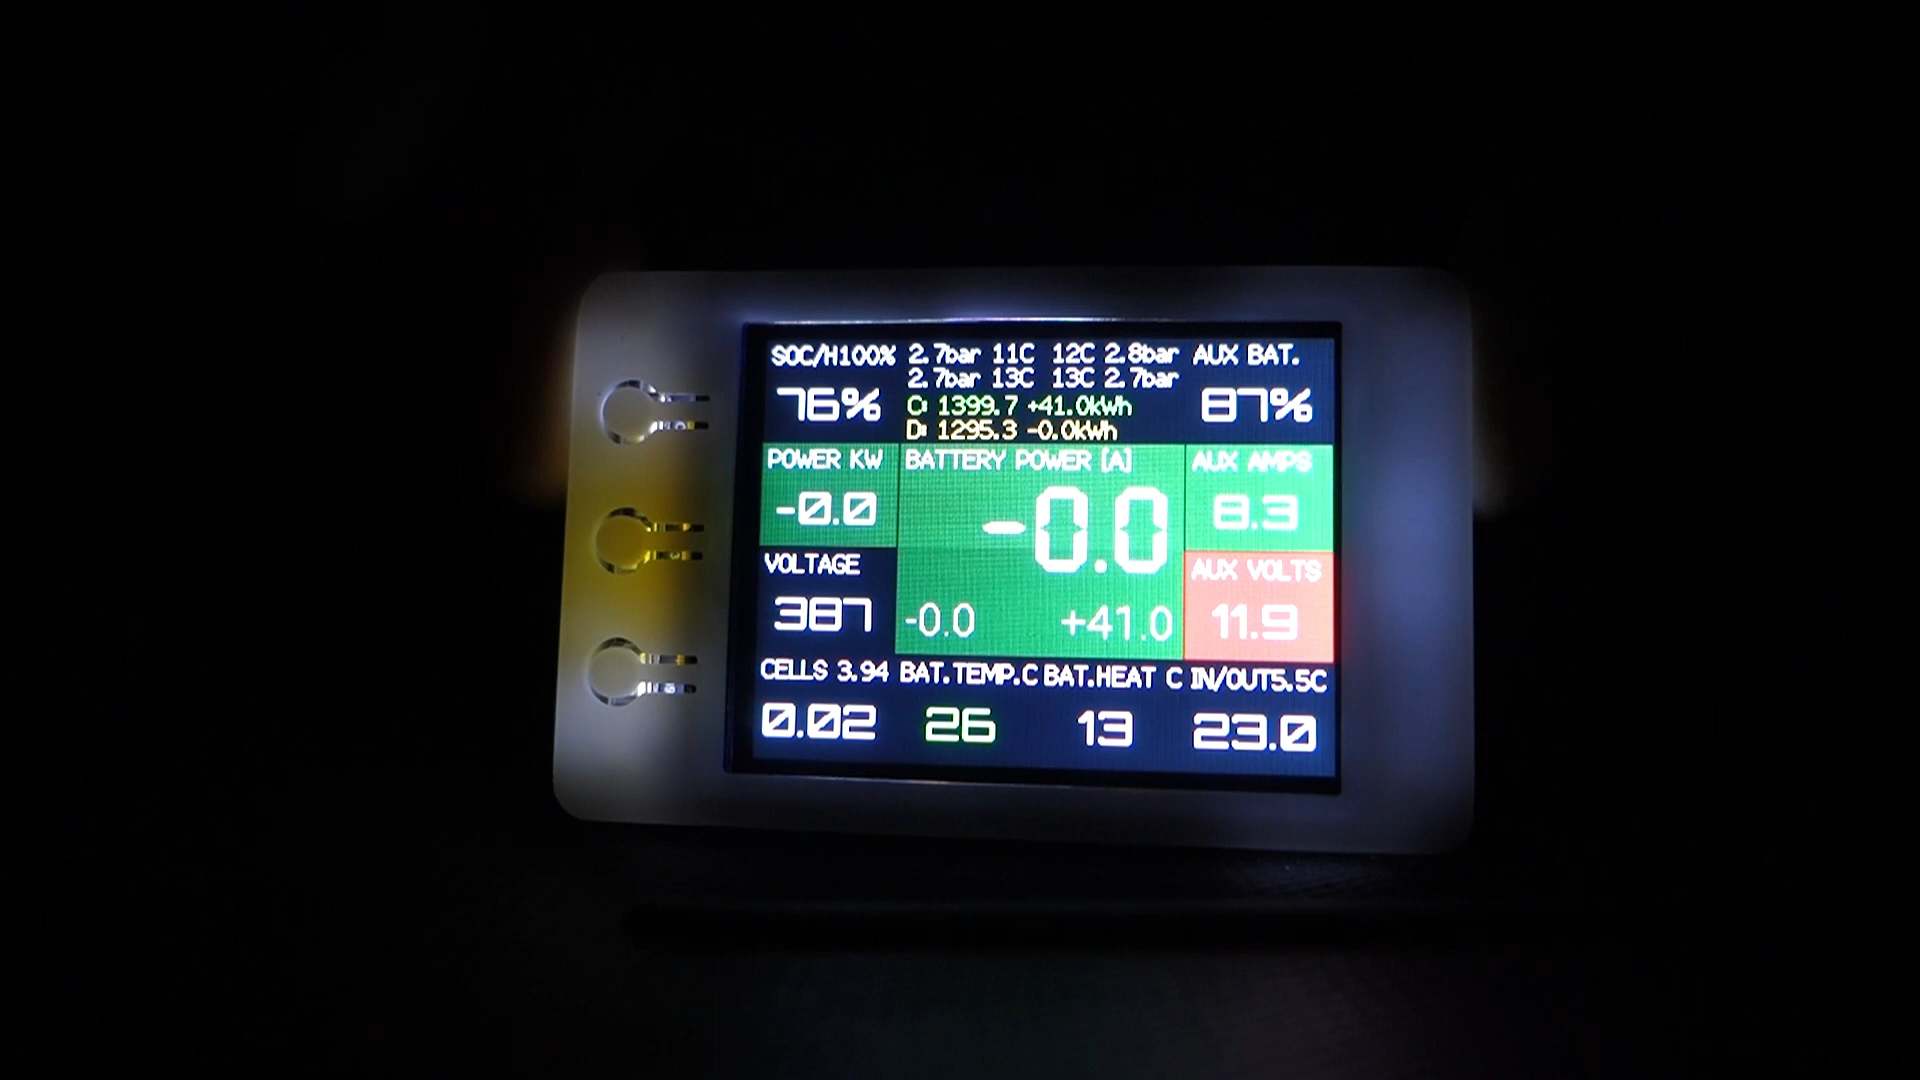 SOC/H100% 2.7bar 11C 12C 2.8bar AUX BAT.
2.7bar 13C 13C 2.7bar
76% C: 1399.7 +41.0kWh 87%
D: 1295.3 -0.0kWh
POWER KW BATTERY POWER [A] AUX AMPS
-0.0 -0.0 8.3
VOLTAGE AUX VOLTS
387 -0.0 +41.0 11.9
CELLS 3.94 BAT.TEMP.C BAT.HEAT C IN/OUT5.5C
0.02 26 13 23.0